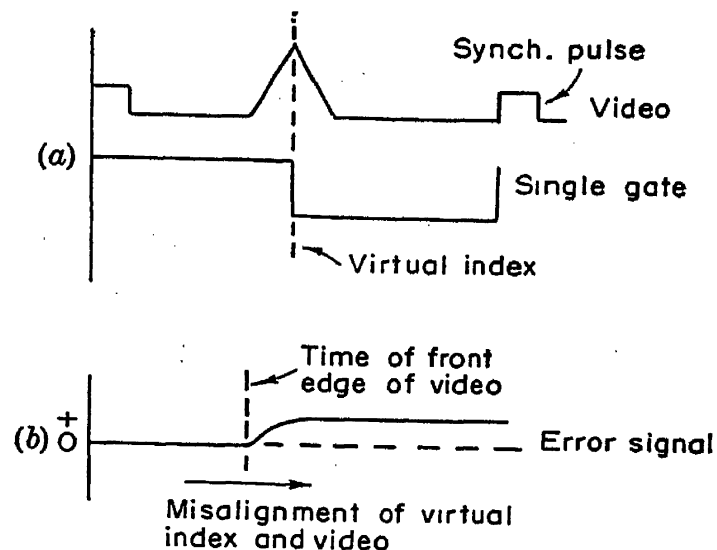 Synch. pulse
Video
(a)
Single gate
Virtual index
Time of front
edge of video
+
(b) 0
Error signal
Misalignment of virtual
index and video